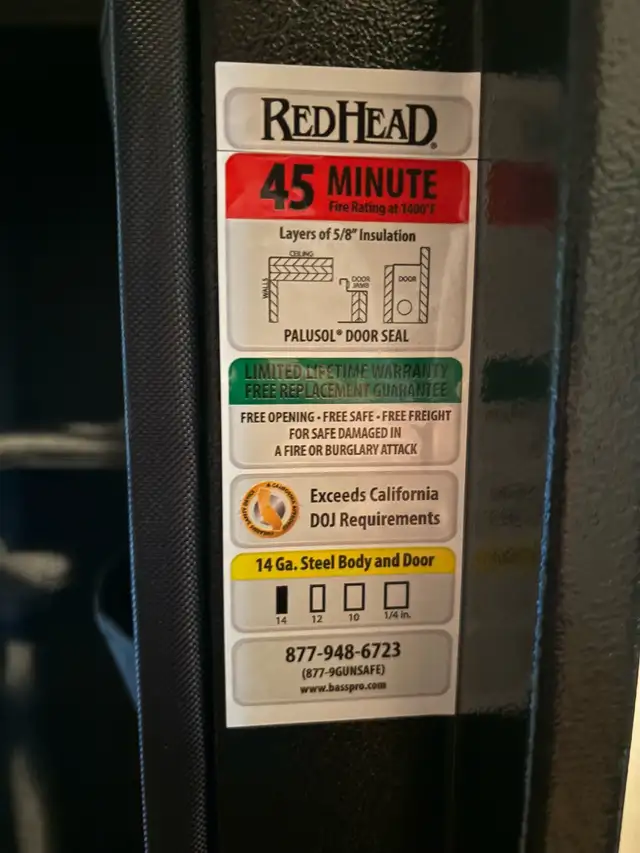 REDHEAD®
45 MINUTE
Fire Rating at 1400°F
Layers of 5/8" Insulation
CEILING
WALLS
DOOR
JAMB
DOOR
PALUSOL® DOOR SEAL
LIMITED LIFETIME WARRANTY
FREE REPLACEMENT GUARANTEE
FREE OPENING • FREE SAFE • FREE FREIGHT
FOR SAFE DAMAGED IN
A FIRE OR BURGLARY ATTACK
Exceeds California
DOJ Requirements
14 Ga. Steel Body and Door
14 12 10 1/4 in.
877-948-6723
(877-9GUNSAFE)
www.basspro.com